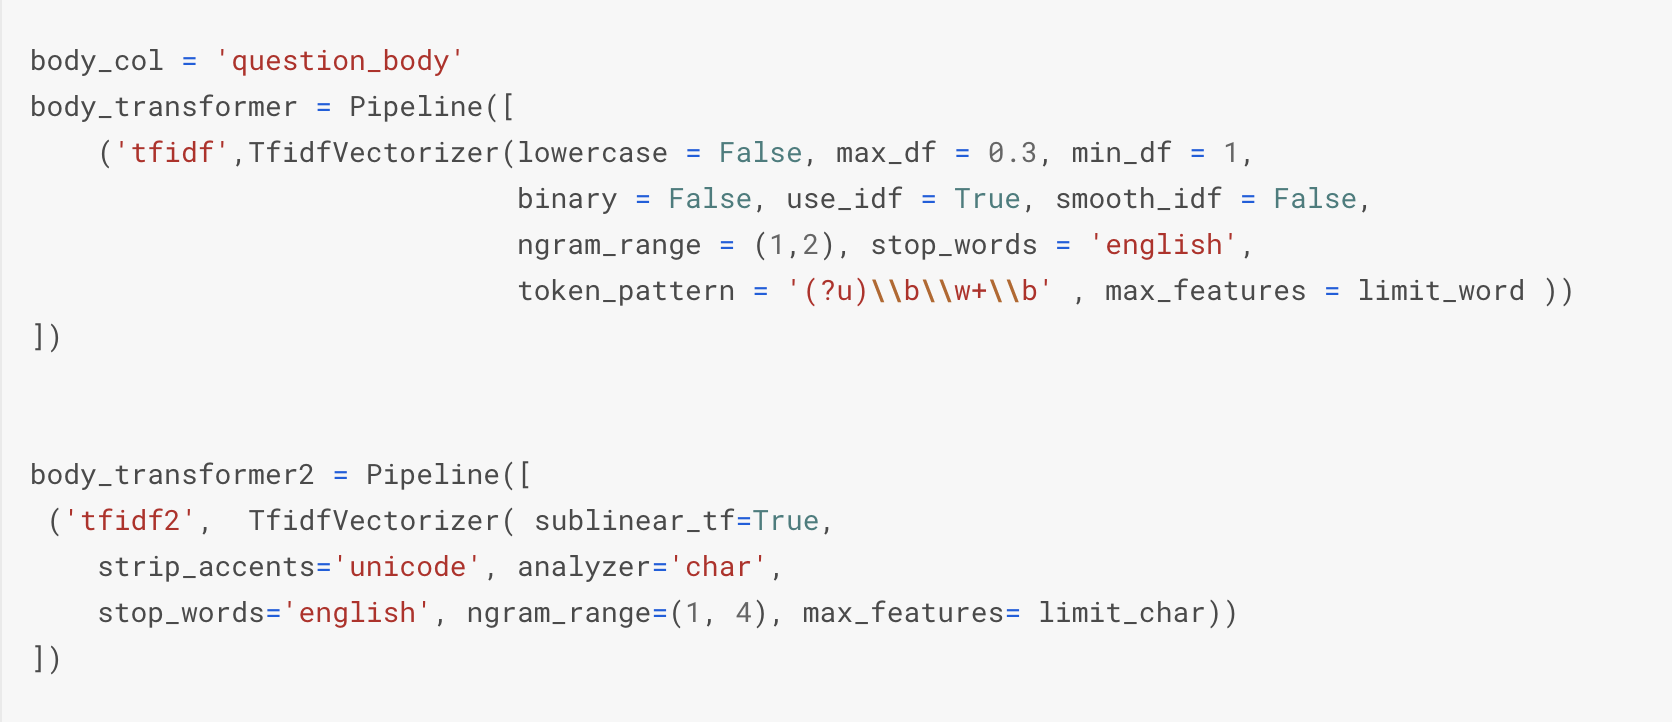 body_col = 'question_body'
body_transformer = Pipeline([
    ('tfidf',TfidfVectorizer(lowercase = False, max_df = 0.3, min_df = 1,
                             binary = False, use_idf = True, smooth_idf = False,
                             ngram_range = (1,2), stop_words = 'english',
                             token_pattern = '(?u)\\b\\w+\\b' , max_features = limit_word ))
])
body_transformer2 = Pipeline([
 ('tfidf2',  TfidfVectorizer( sublinear_tf=True,
    strip_accents='unicode', analyzer='char',
    stop_words='english', ngram_range=(1, 4), max_features= limit_char))
])